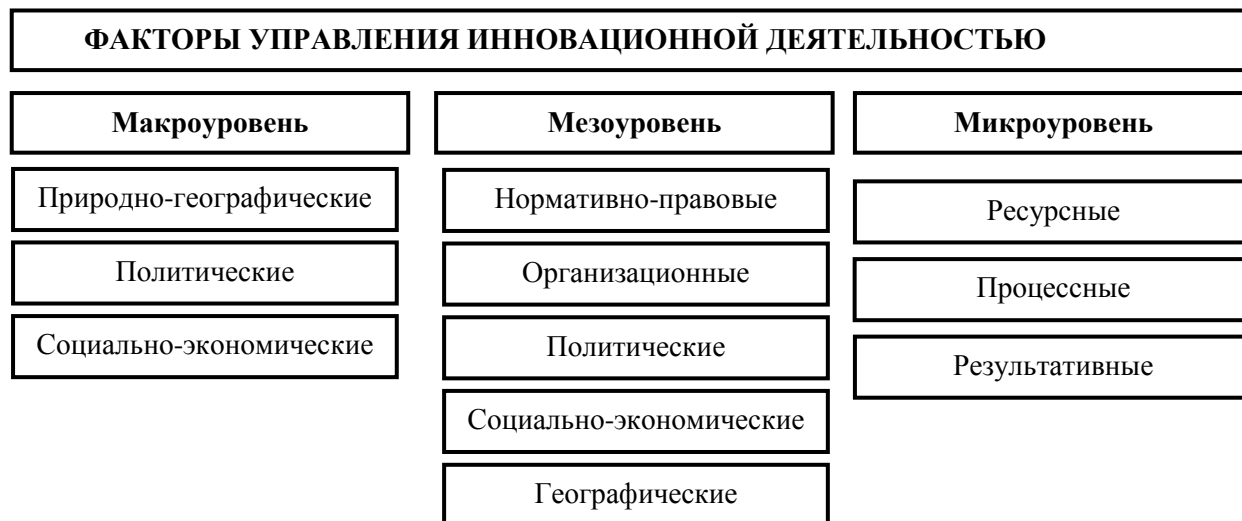 ФАКТОРЫ УПРАВЛЕНИЯ ИННОВАЦИОННОЙ ДЕЯТЕЛЬНОСТЬЮ
Макроуровень
Природно-географические
Политические
Социально-экономические
Мезоуровень
Нормативно-правовые
Организационные
Политические
Социально-экономические
Географические
Микроуровень
Ресурсные
Процессные
Результативные